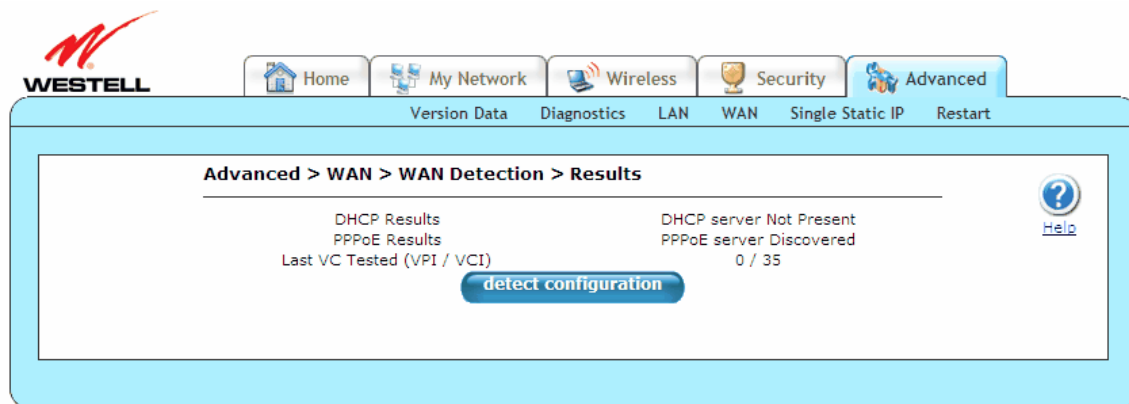 WESTELL
Home My Network Wireless Security Advanced
Version Data Diagnostics LAN WAN Single Static IP Restart
Advanced > WAN > WAN Detection > Results
DHCP Results DHCP server Not Present
PPPoE Results PPPoE server Discovered
Last VC Tested (VPI / VCI) 0 / 35
detect configuration
Help